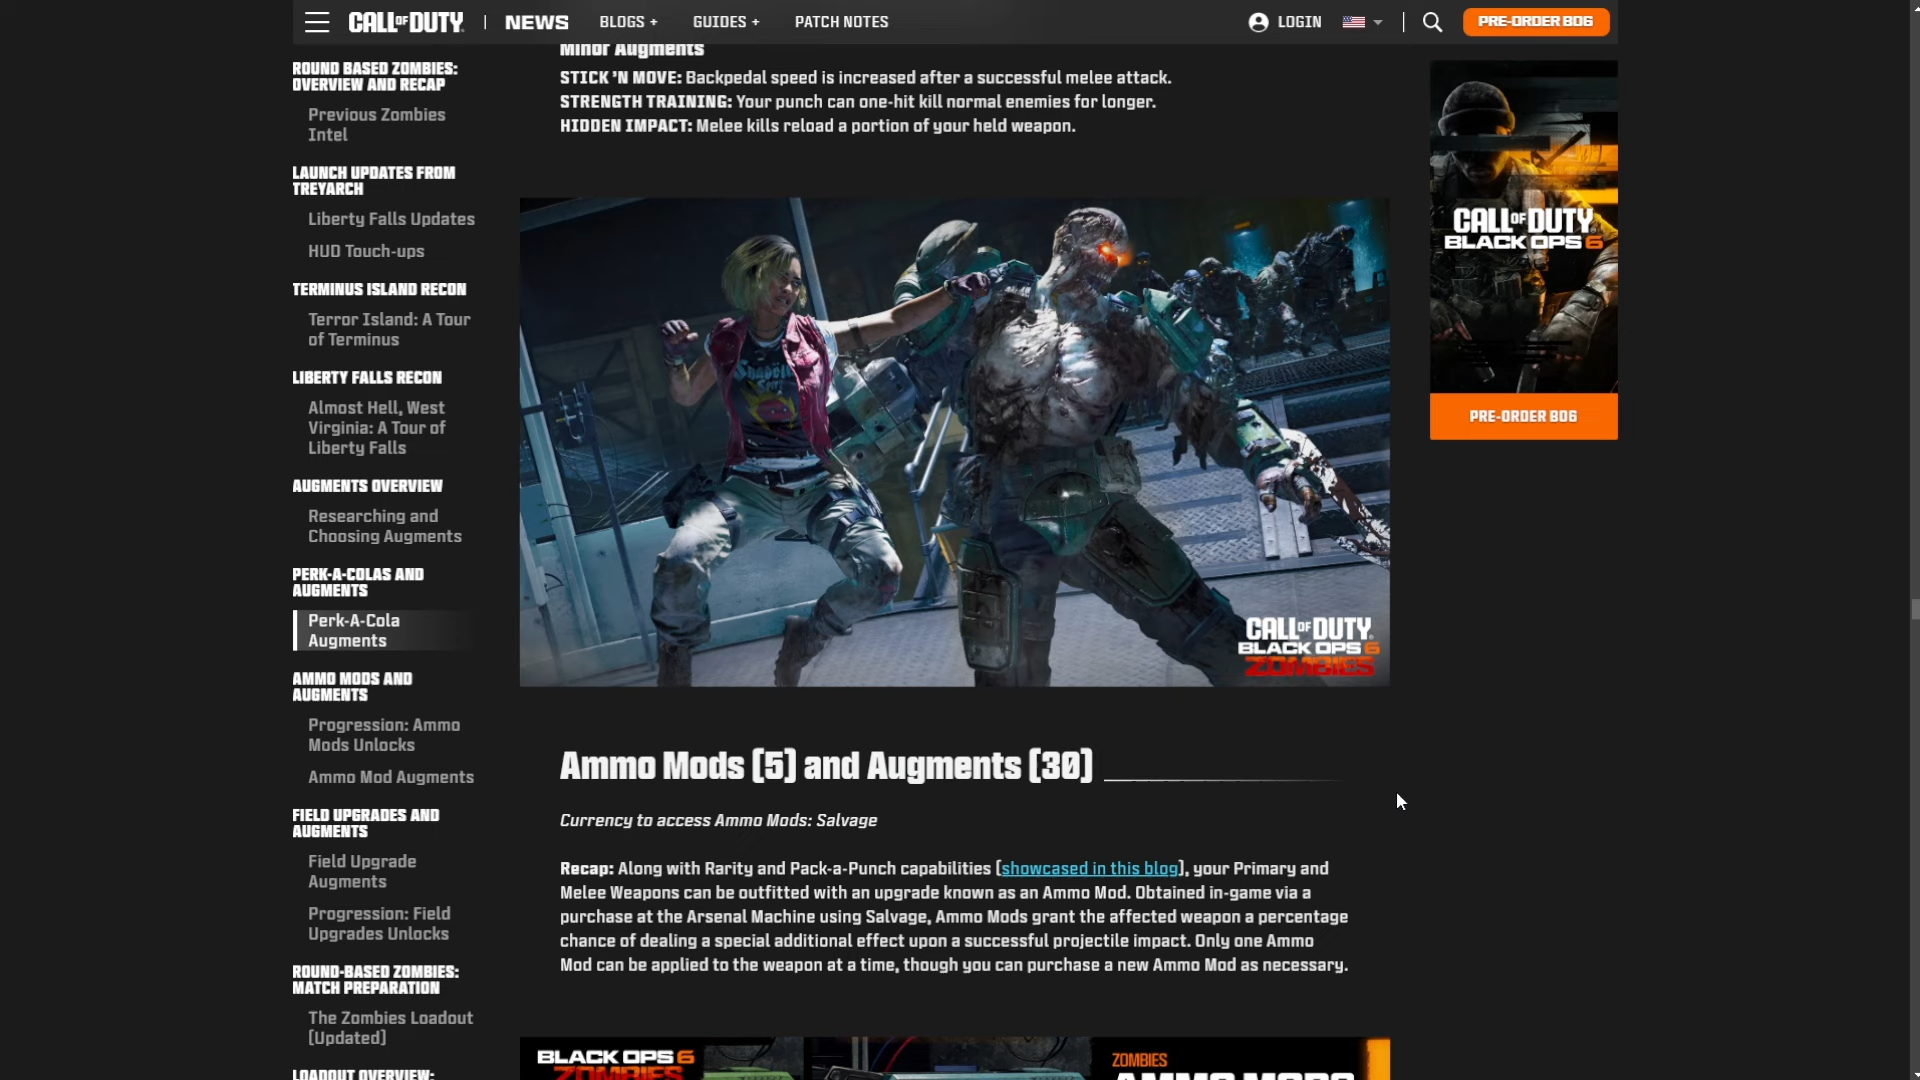 CALL OF DUTY
NEWS
BLOGS +
GUIDES +
PATCH NOTES
LOGIN
PRE-ORDER BO6
ROUND BASED ZOMBIES:
OVERVIEW AND RECAP
Previous Zombies
Intel
LAUNCH UPDATES FROM
TREYARCH
Liberty Falls Updates
HUD Touch-ups
TERMINUS ISLAND RECON
Terror Island: A Tour
of Terminus
LIBERTY FALLS RECON
Almost Hell, West
Virginia: A Tour of
Liberty Falls
AUGMENTS OVERVIEW
Researching and
Choosing Augments
PERK-A-COLAS AND
AUGMENTS
Perk-A-Cola
Augments
AMMO MODS AND
AUGMENTS
Progression: Ammo
Mods Unlocks
Ammo Mod Augments
FIELD UPGRADES AND
AUGMENTS
Field Upgrade
Augments
Progression: Field
Upgrades Unlocks
ROUND-BASED ZOMBIES:
MATCH PREPARATION
The Zombies Loadout
(Updated)
LOADOUT OVERVIEW:
Minor Augments
STICK 'N MOVE: Backpedal speed is increased after a successful melee attack.
STRENGTH TRAINING: Your punch can one-hit kill normal enemies for longer.
HIDDEN IMPACT: Melee kills reload a portion of your held weapon.
CALL OF DUTY
BLACK OPS 6
ZOMBIES
Ammo Mods (5) and Augments (30)
Currency to access Ammo Mods: Salvage
Recap: Along with Rarity and Pack-a-Punch capabilities (showcased in this blog), your Primary and
Melee Weapons can be outfitted with an upgrade known as an Ammo Mod. Obtained in-game via a
purchase at the Arsenal Machine using Salvage, Ammo Mods grant the affected weapon a percentage
chance of dealing a special additional effect upon a successful projectile impact. Only one Ammo
Mod can be applied to the weapon at a time, though you can purchase a new Ammo Mod as necessary.
BLACK OPS 6
ZOMBIES
ZOMBIES
AMMO MODS
CALL OF DUTY
BLACK OPS 6
PRE-ORDER BO6